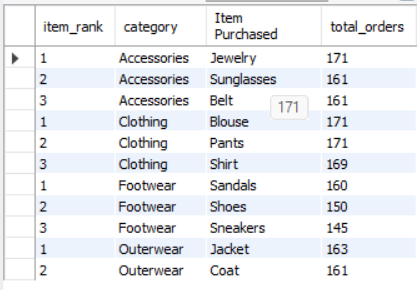 item_rank category Item Purchased total_orders
1 Accessories Jewelry 171
2 Accessories Sunglasses 161
3 Accessories Belt 161
171
1 Clothing Blouse 171
2 Clothing Pants 171
3 Clothing Shirt 169
1 Footwear Sandals 160
2 Footwear Shoes 150
3 Footwear Sneakers 145
1 Outerwear Jacket 163
2 Outerwear Coat 161